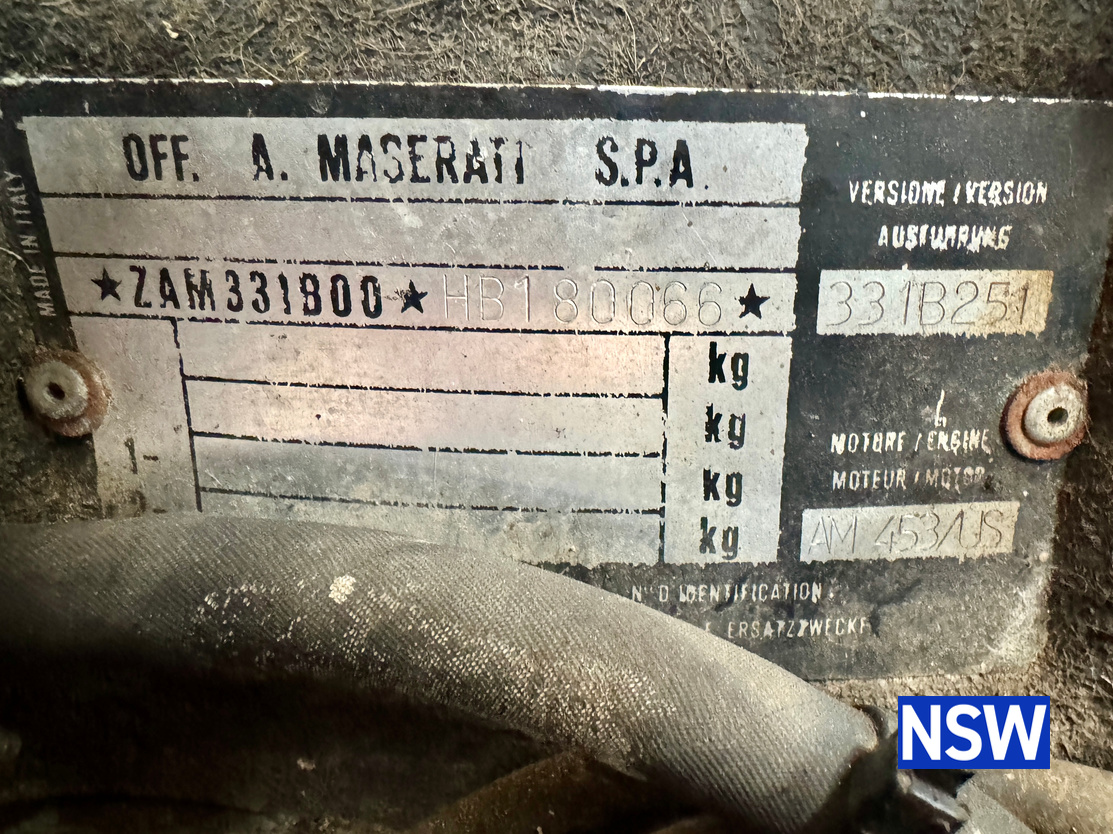 OFF. A. MASERATI S.P.A.
MADE IN ITALY
★ZAM331B00★HB180066★
kg
kg
kg
kg
1-
VERSIONE / VERSION
AUSFUHRUNG
331B251
MOTORE / ENGINE
MOTEUR / MOTOR
AM 453/US
N° D IDENTIFICATION
E ERSATZZWECKE
NSW